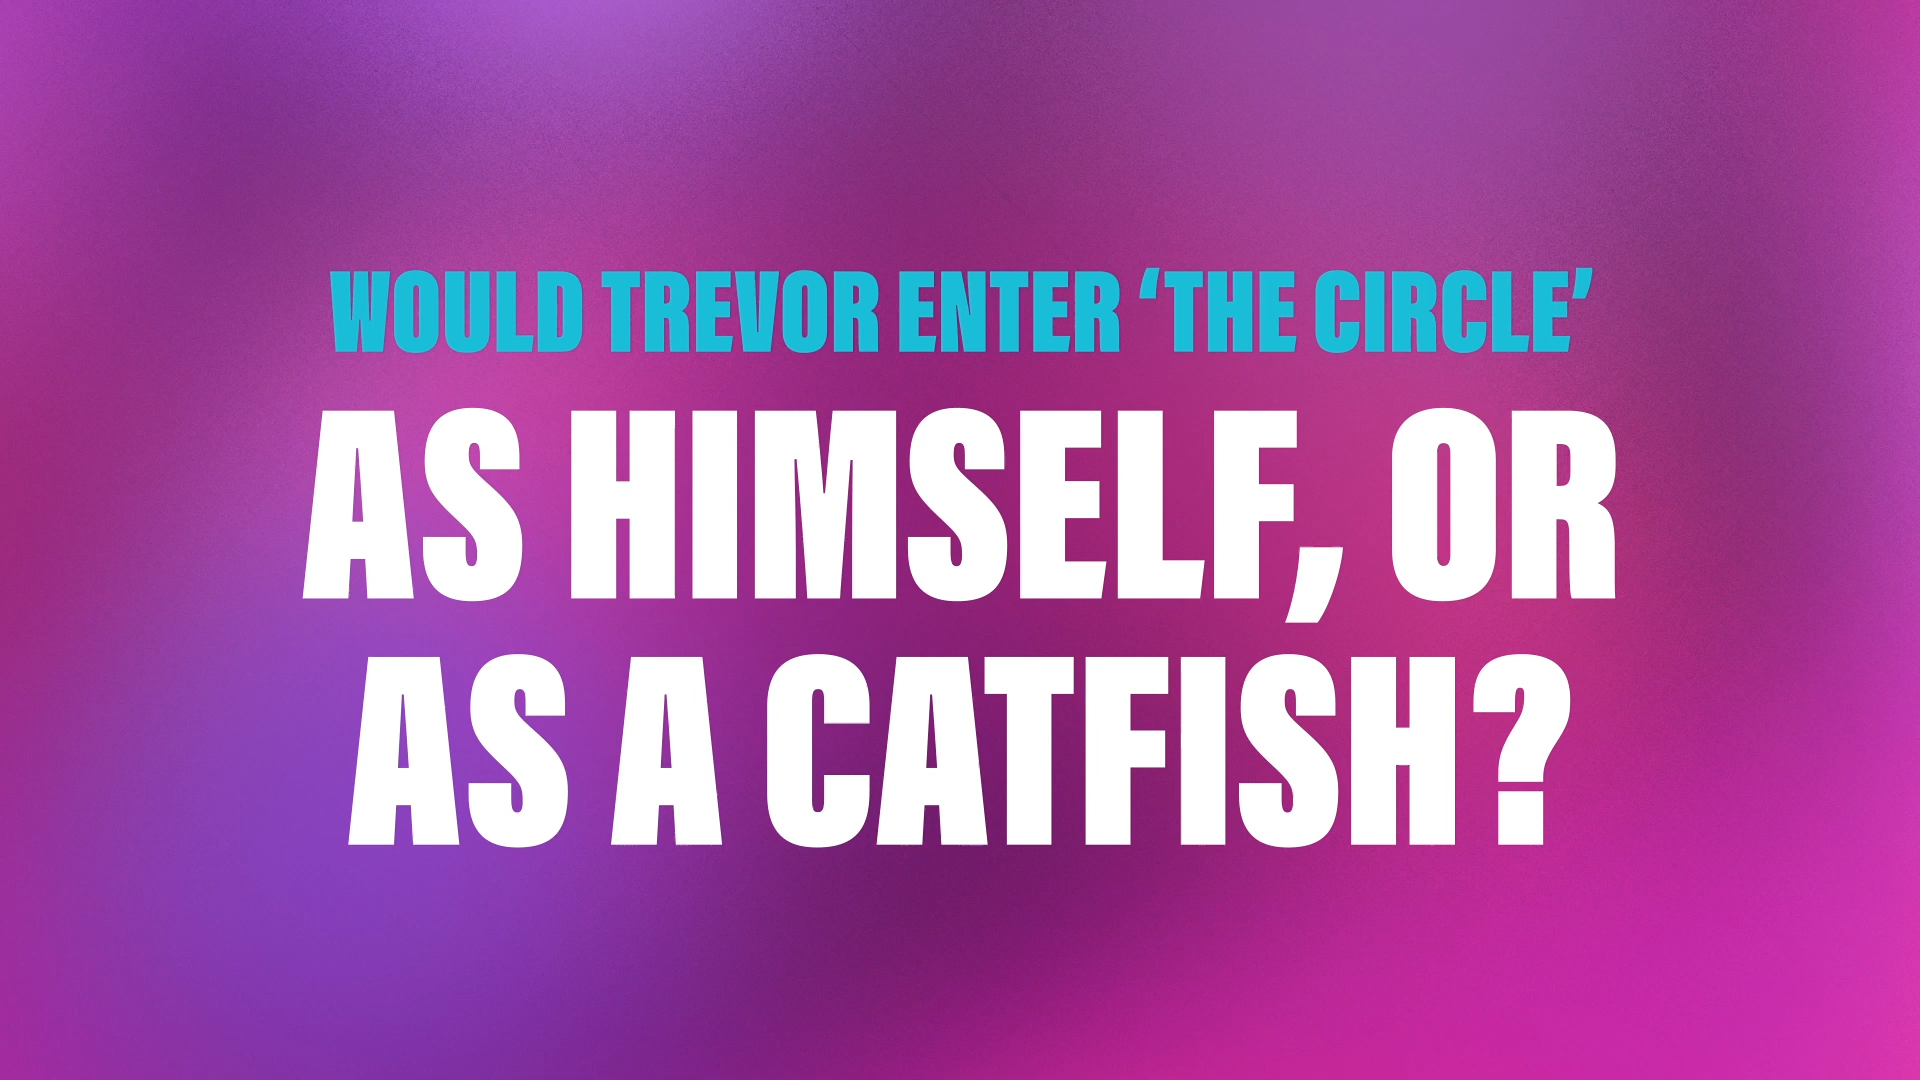 WOULD TREVOR ENTER ‘THE CIRCLE’
AS HIMSELF, OR
AS A CATFISH?